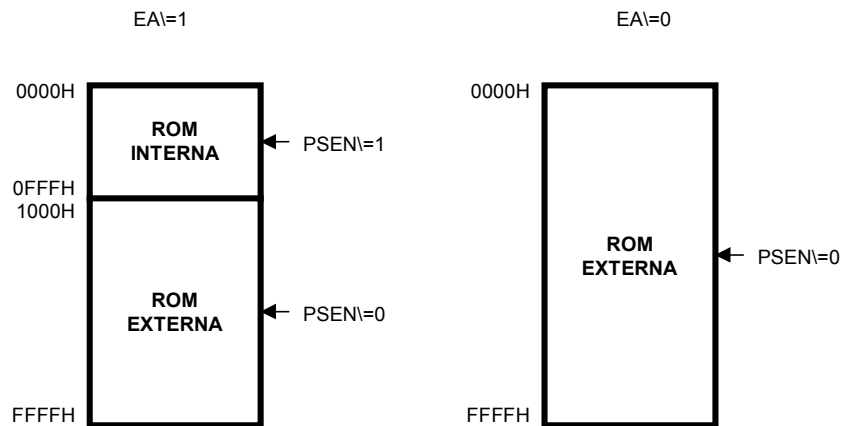 EA\=1
EA\=0
0000H
ROM
INTERNA
PSEN\=1
0FFFH
1000H
ROM
EXTERNA
PSEN\=0
FFFFH
0000H
ROM
EXTERNA
PSEN\=0
FFFFH